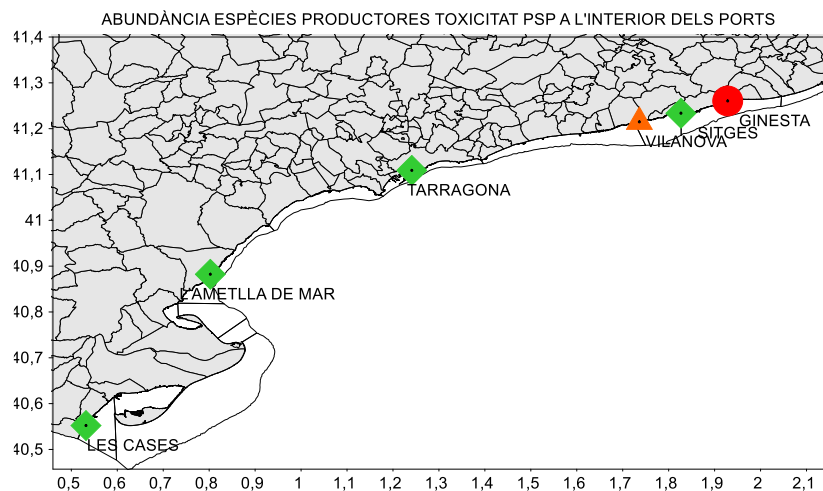 ABUNDÀNCIA ESPÈCIES PRODUCTORES TOXICITAT PSP A L'INTERIOR DELS PORTS
41,4
41,3
41,2
41,1
41
40,9
40,8
40,7
40,6
40,5
GINESTA
SITGES
VILANOVA
TARRAGONA
L'AMETLLA DE MAR
LES CASES
0,5 0,6 0,7 0,8 0,9 1 1,1 1,2 1,3 1,4 1,5 1,6 1,7 1,8 1,9 2 2,1